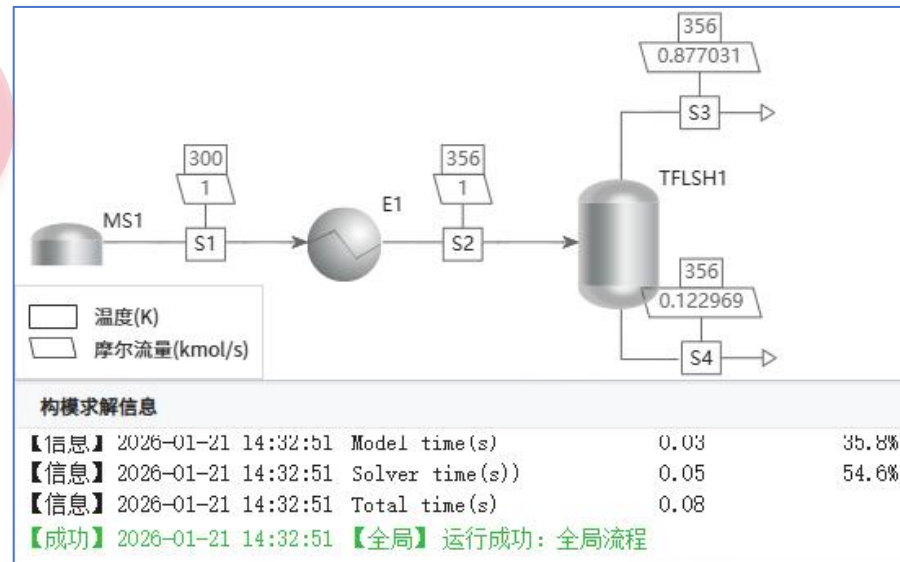 356
0.877031
S3
TFLSH1
300
1
356
1
MS1
E1
S1
S2
356
0.122969
S4
温度(K)
摩尔流量(kmol/s)
构模求解信息
【信息】 2026-01-21 14:32:51 Model time(s) 0.03 35.8%
【信息】 2026-01-21 14:32:51 Solver time(s)) 0.05 54.6%
【信息】 2026-01-21 14:32:51 Total time(s) 0.08
【成功】 2026-01-21 14:32:51 【全局】 运行成功: 全局流程